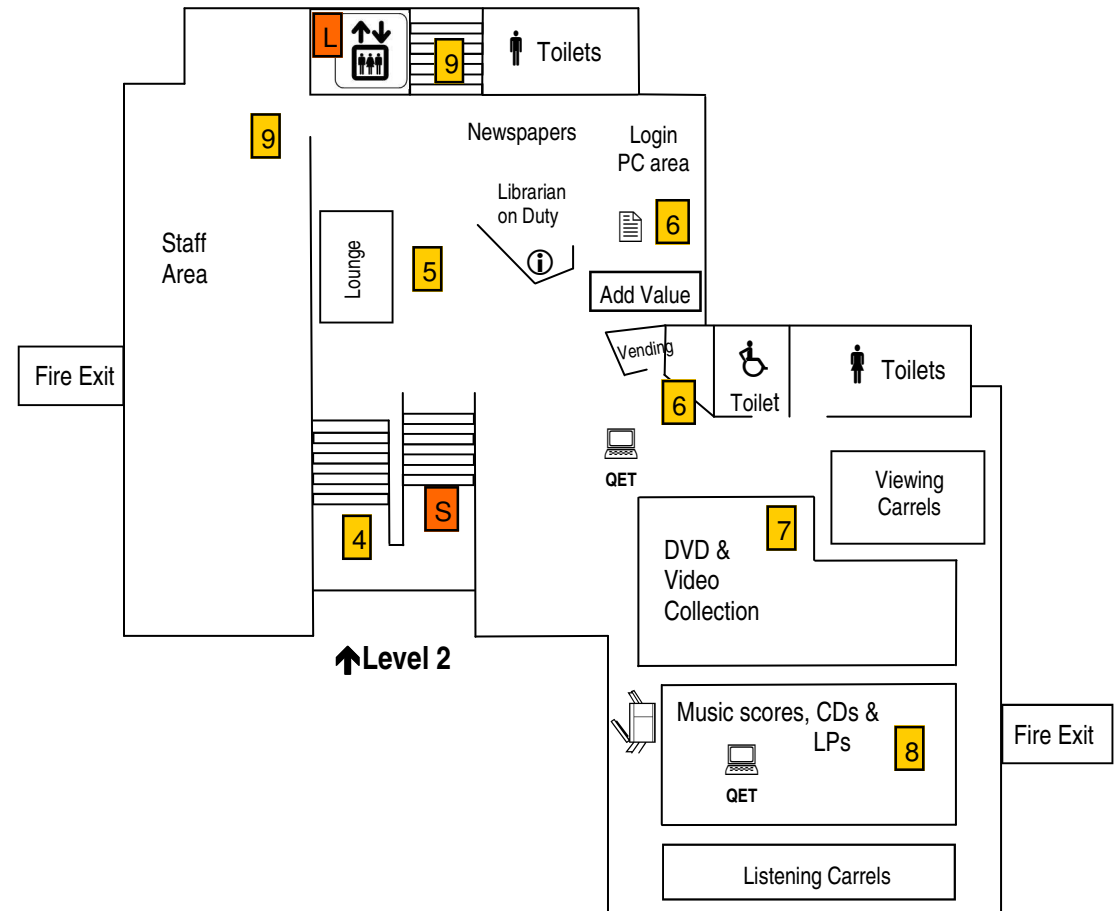 L
9
Toilets
9
Newspapers
Login
PC area
Librarian
on Duty
6
Staff
Area
Lounge
5
i
Add Value
Vending
Toilet
Toilets
Fire Exit
6
QET
Viewing
Carrels
S
4
7
DVD &
Video
Collection
Level 2
Music scores, CDs &
LPs
8
QET
Fire Exit
Listening Carrels